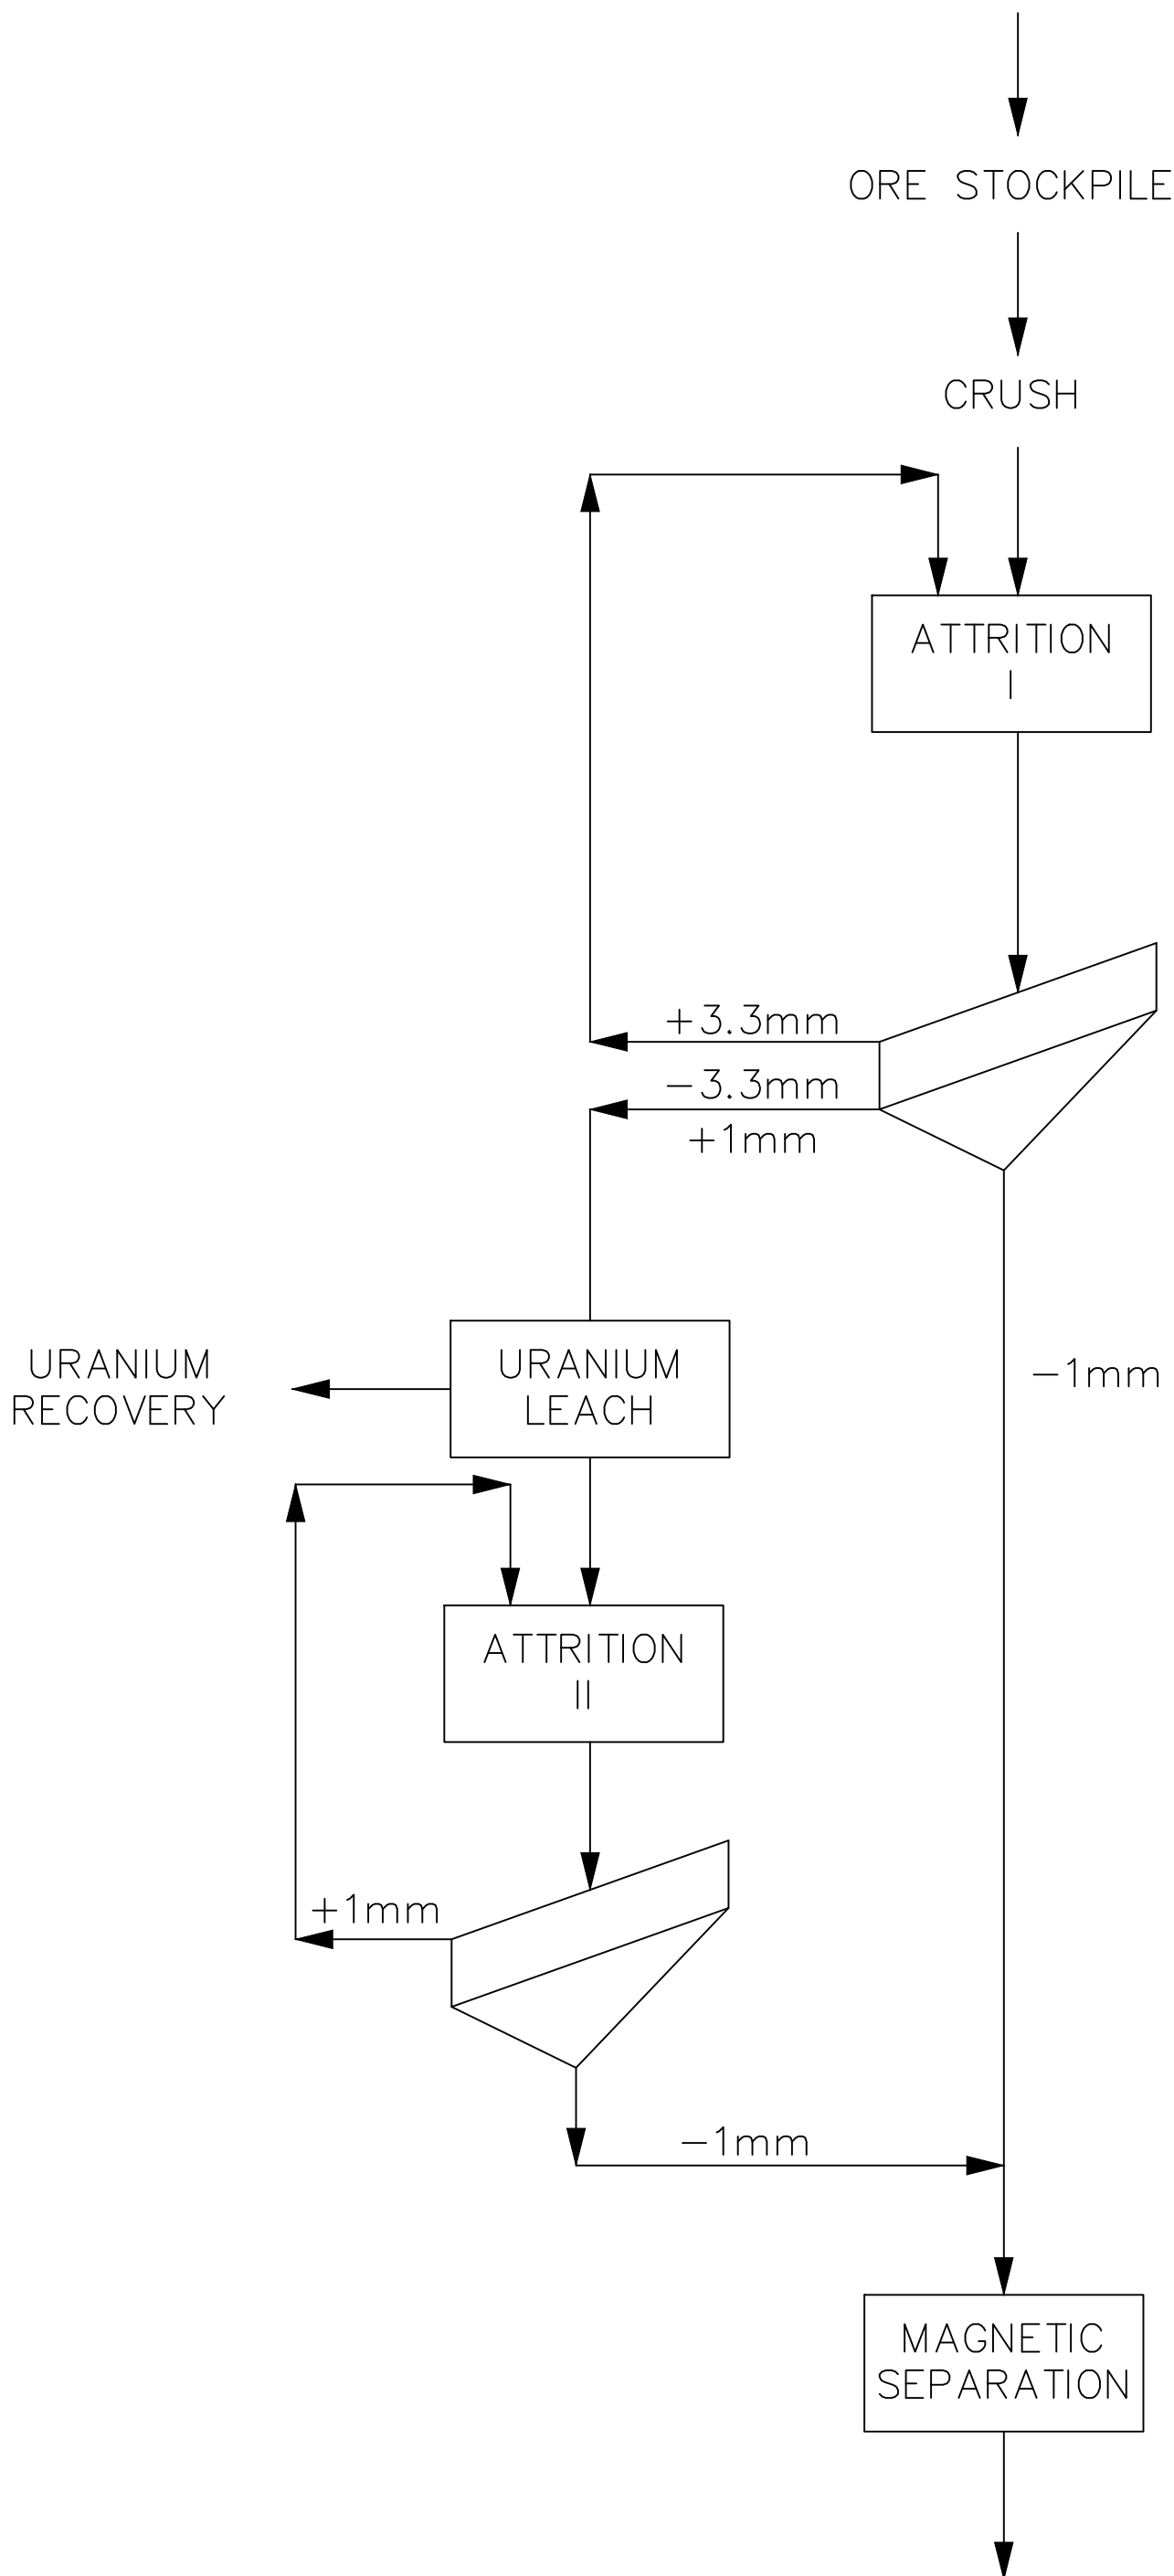 ORE STOCKPILE
CRUSH
ATTRITION
I
+3.3mm
-3.3mm
+1mm
-1mm
URANIUM
RECOVERY
URANIUM
LEACH
ATTRITION
II
+1mm
-1mm
MAGNETIC
SEPARATION